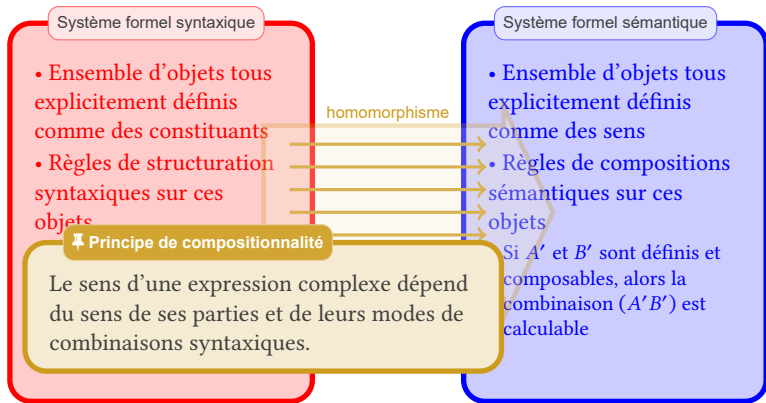 Système formel syntaxique
• Ensemble d'objets tous
explicitement définis
comme des constituants
• Règles de structuration
syntaxiques sur ces
objets
homomorphisme
Système formel sémantique
• Ensemble d'objets tous
explicitement définis
comme des sens
• Règles de compositions
sémantiques sur ces
objets
Si A′ et B′ sont définis et
composables, alors la
combinaison (A′B′) est
calculable
Principe de compositionnalité
Le sens d'une expression complexe dépend
du sens de ses parties et de leurs modes de
combinaisons syntaxiques.